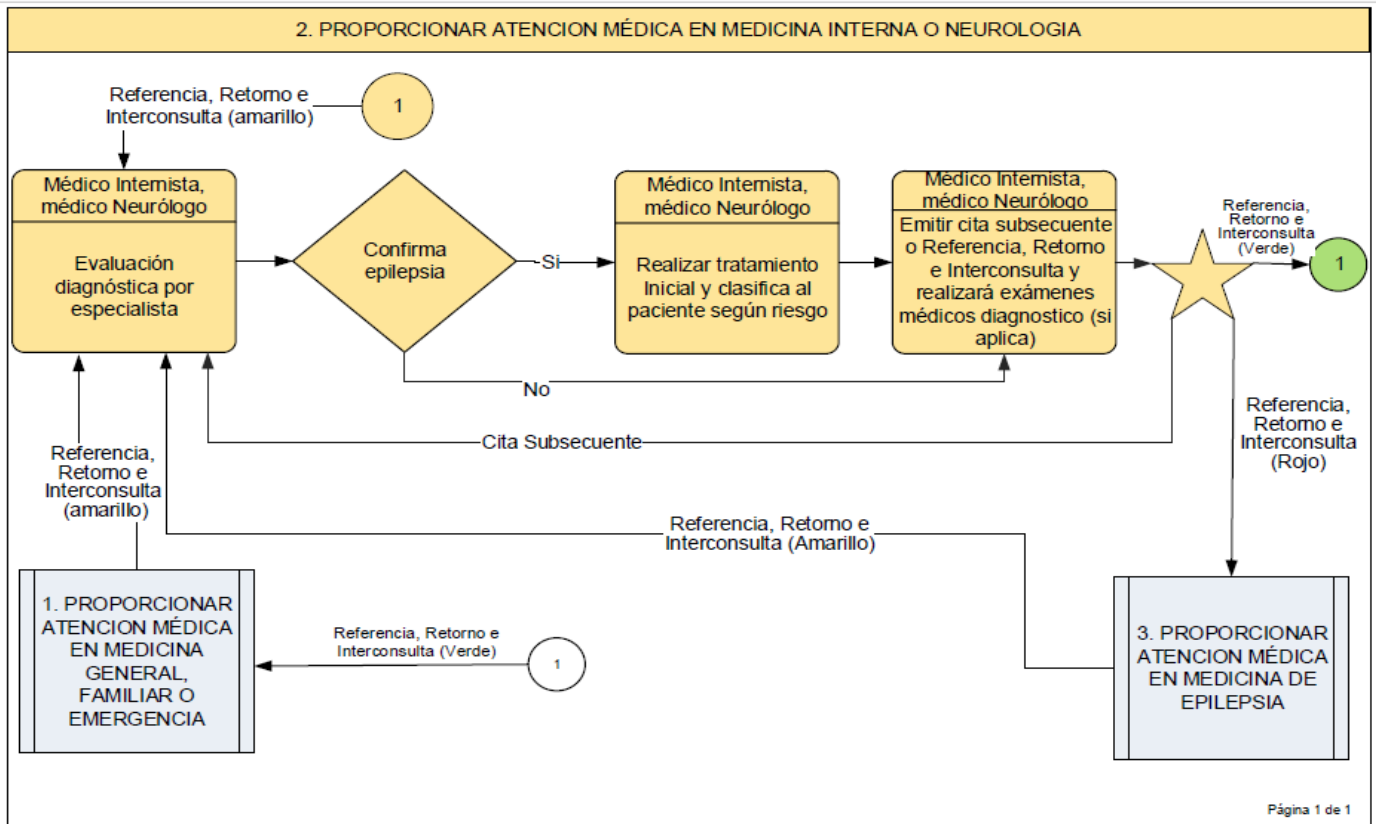 2. PROPORCIONAR ATENCION MÉDICA EN MEDICINA INTERNA O NEUROLOGIA
Referencia, Retorno e
Interconsulta (amarillo)
1
Médico Internista,
médico Neurólogo
Evaluación
diagnóstica por
especialista
Confirma
epilepsia
Si
No
Médico Internista,
médico Neurólogo
Realizar tratamiento
Inicial y clasifica al
paciente según riesgo
Médico Internista,
médico Neurólogo
Emitir cita subsecuente
o Referencia, Retorno
e Interconsulta y
realizará exámenes
médicos diagnostico (si
aplica)
Referencia,
Retorno e
Interconsulta
(Verde)
1
Cita Subsecuente
Referencia,
Retorno e
Interconsulta
(Rojo)
Referencia,
Retorno e
Interconsulta
(amarillo)
Referencia, Retorno e
Interconsulta (Amarillo)
1. PROPORCIONAR
ATENCION MÉDICA
EN MEDICINA
GENERAL,
FAMILIAR O
EMERGENCIA
Referencia, Retorno e
Interconsulta (Verde)
1
3. PROPORCIONAR
ATENCION MÉDICA
EN MEDICINA DE
EPILEPSIA
Página 1 de 1